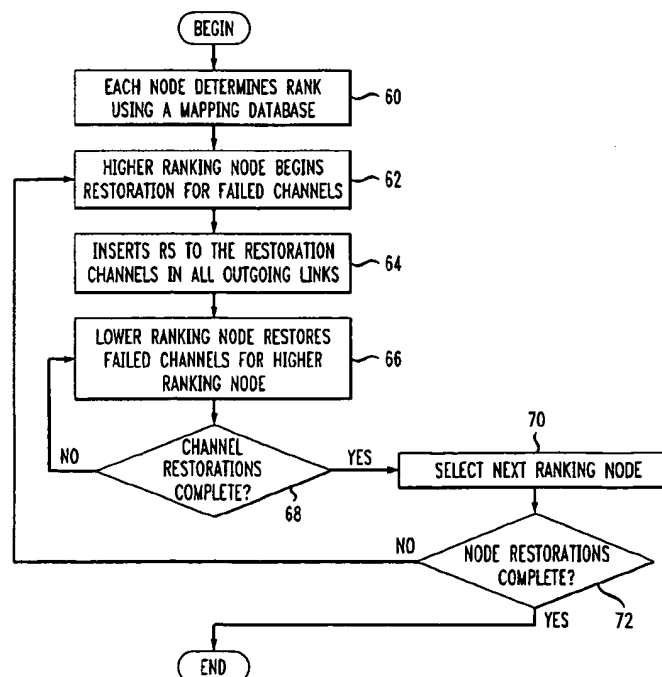 BEGIN
EACH NODE DETERMINES RANK
USING A MAPPING DATABASE
60
HIGHER RANKING NODE BEGINS
RESTORATION FOR FAILED CHANNELS
62
INSERTS RS TO THE RESTORATION
CHANNELS IN ALL OUTGOING LINKS
64
LOWER RANKING NODE RESTORES
FAILED CHANNELS FOR HIGHER
RANKING NODE
66
NO
CHANNEL
RESTORATIONS
COMPLETE?
68
YES
70
SELECT NEXT RANKING NODE
NO
NODE RESTORATIONS
COMPLETE?
72
YES
END